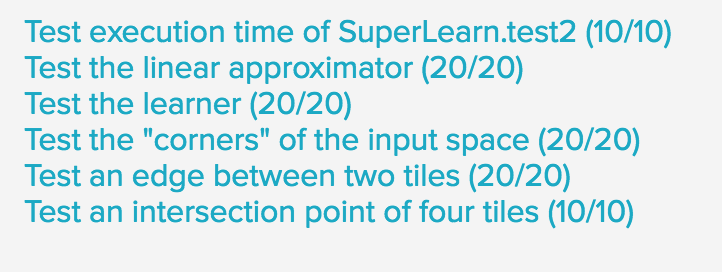 Test execution time of SuperLearn.test2 (10/10)
Test the linear approximator (20/20)
Test the learner (20/20)
Test the "corners" of the input space (20/20)
Test an edge between two tiles (20/20)
Test an intersection point of four tiles (10/10)